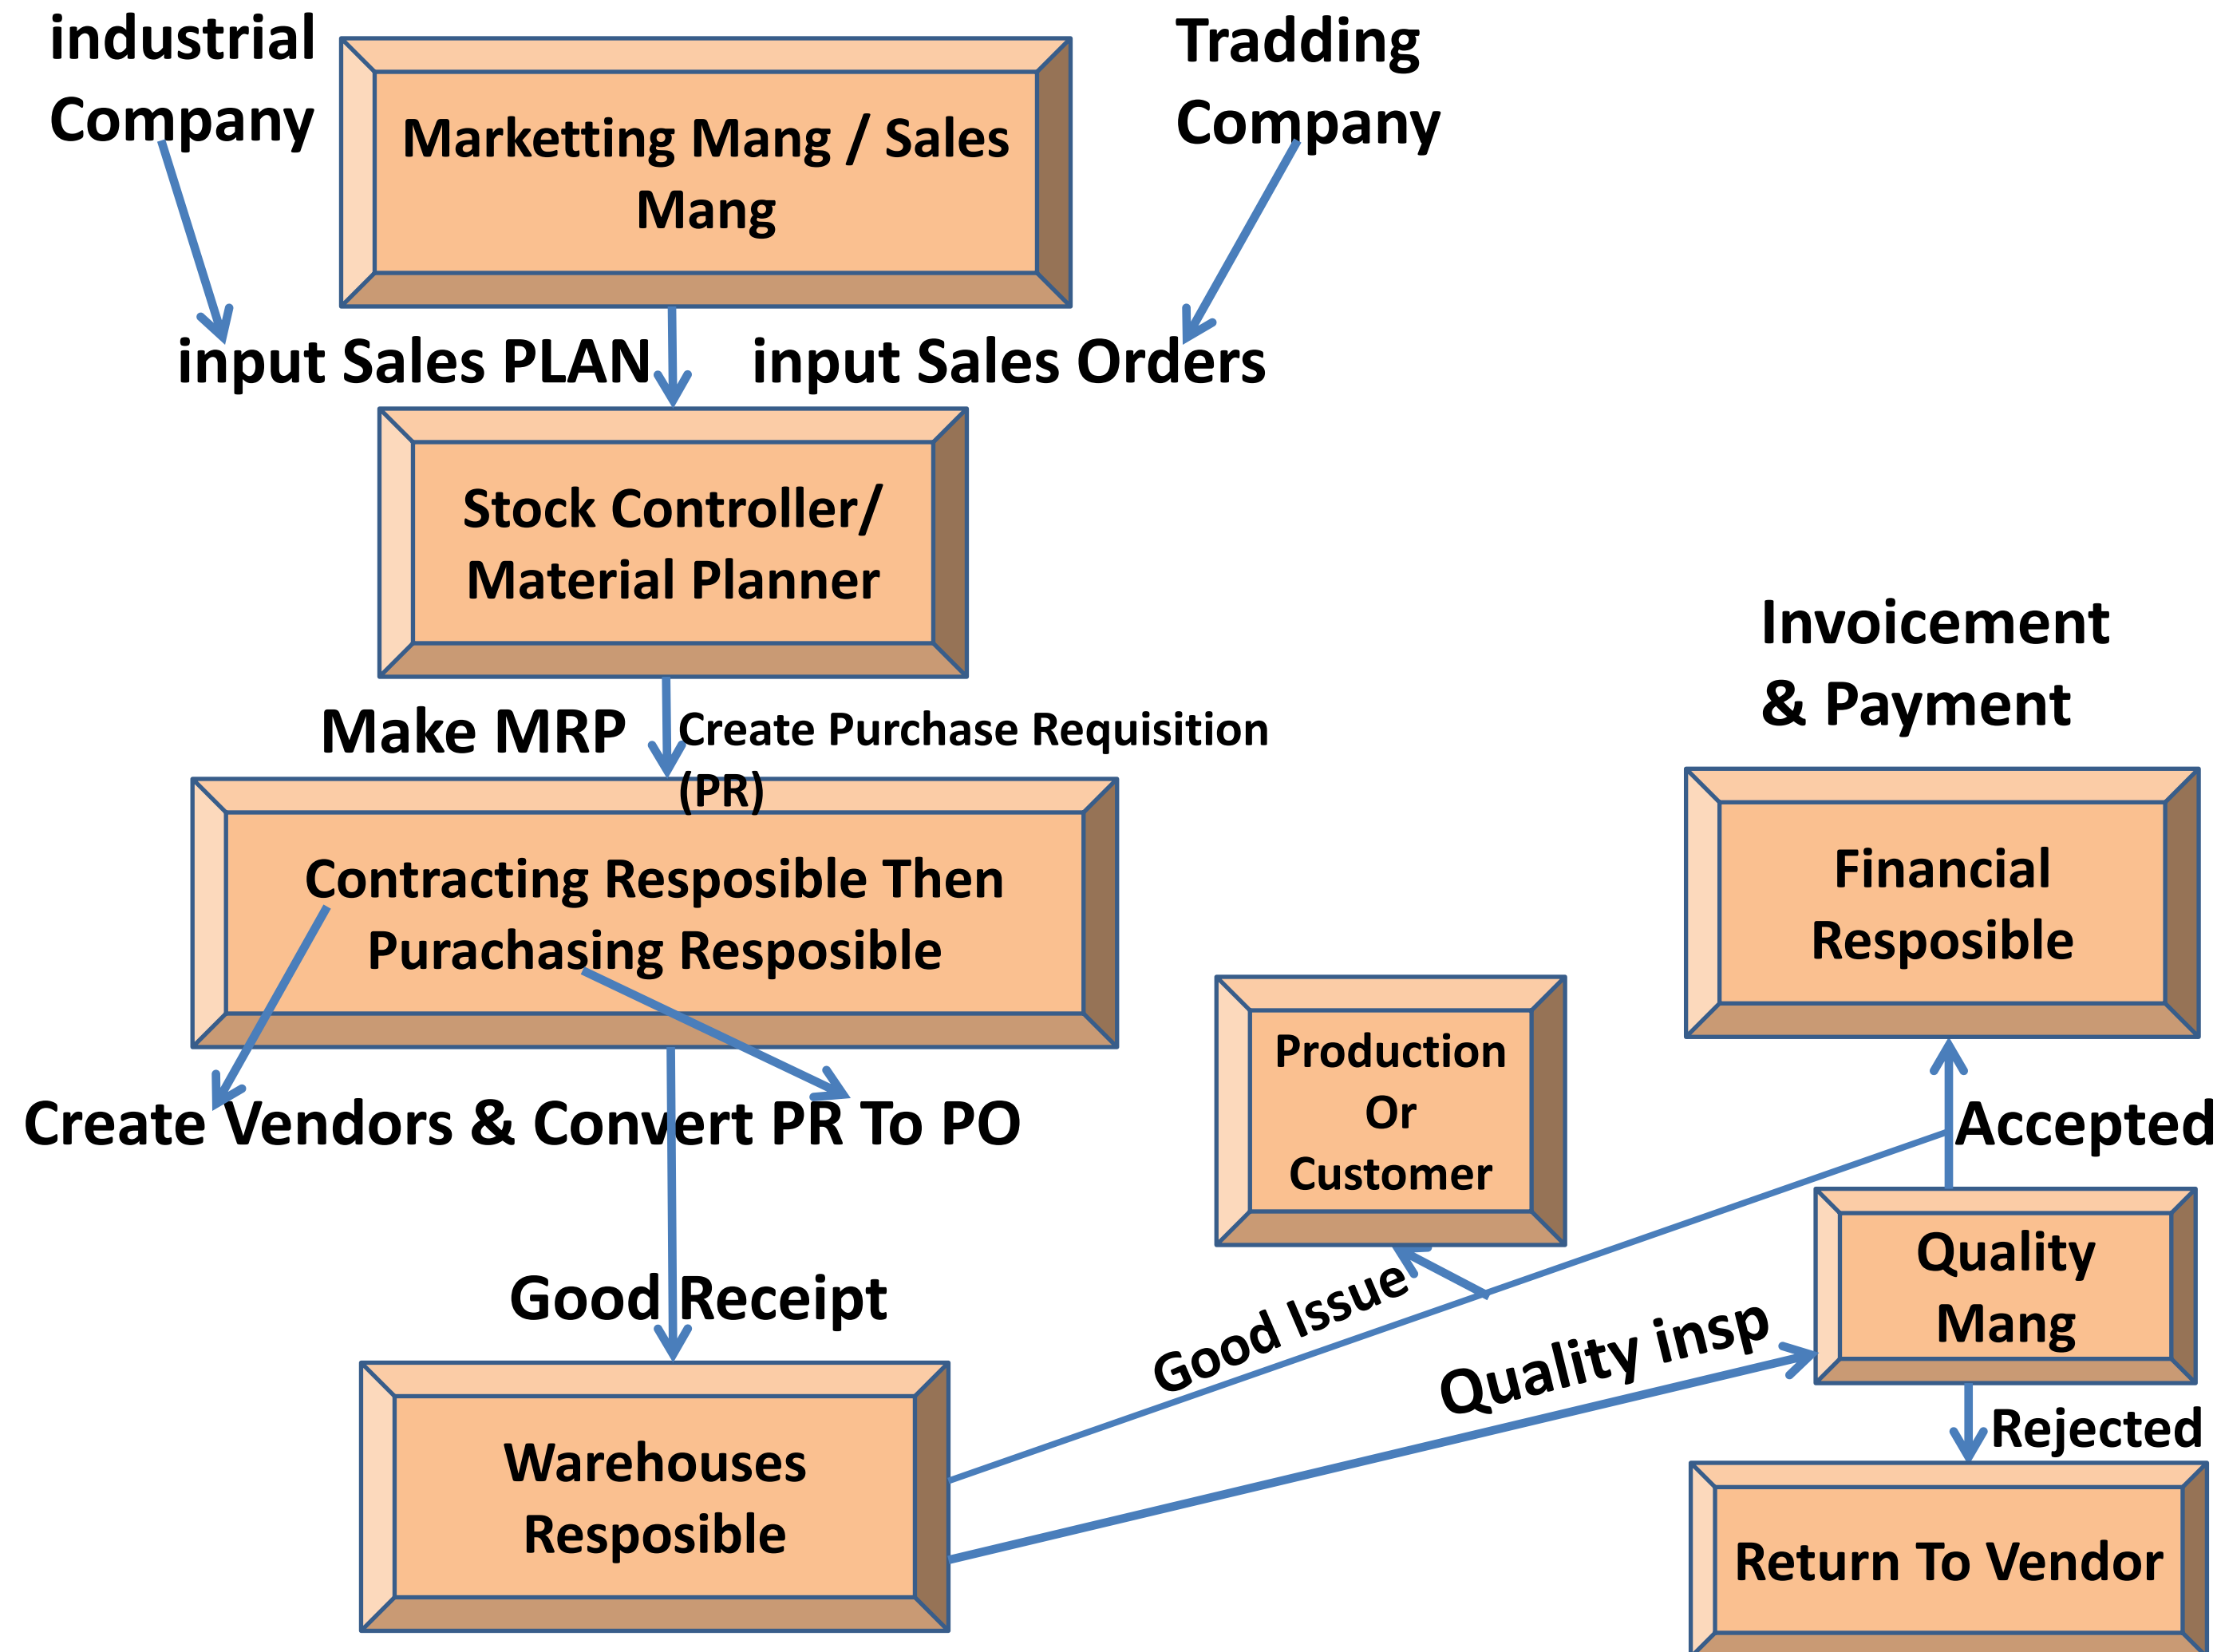 industrial
Company
Marketting Mang / Sales
Mang
Tradding
Company
input Sales PLAN
input Sales Orders
Stock Controller/
Material Planner
Make MRP
Create Purchase Requisition
(PR)
Contracting Resposible Then
Purachasing Resposible
Create Vendors & Convert PR To PO
Good Receipt
Warehouses
Resposible
Production
Or
Customer
Good Issue
Quality insp
Invoicement
& Payment
Financial
Resposible
Accepted
Quality
Mang
Rejected
Return To Vendor